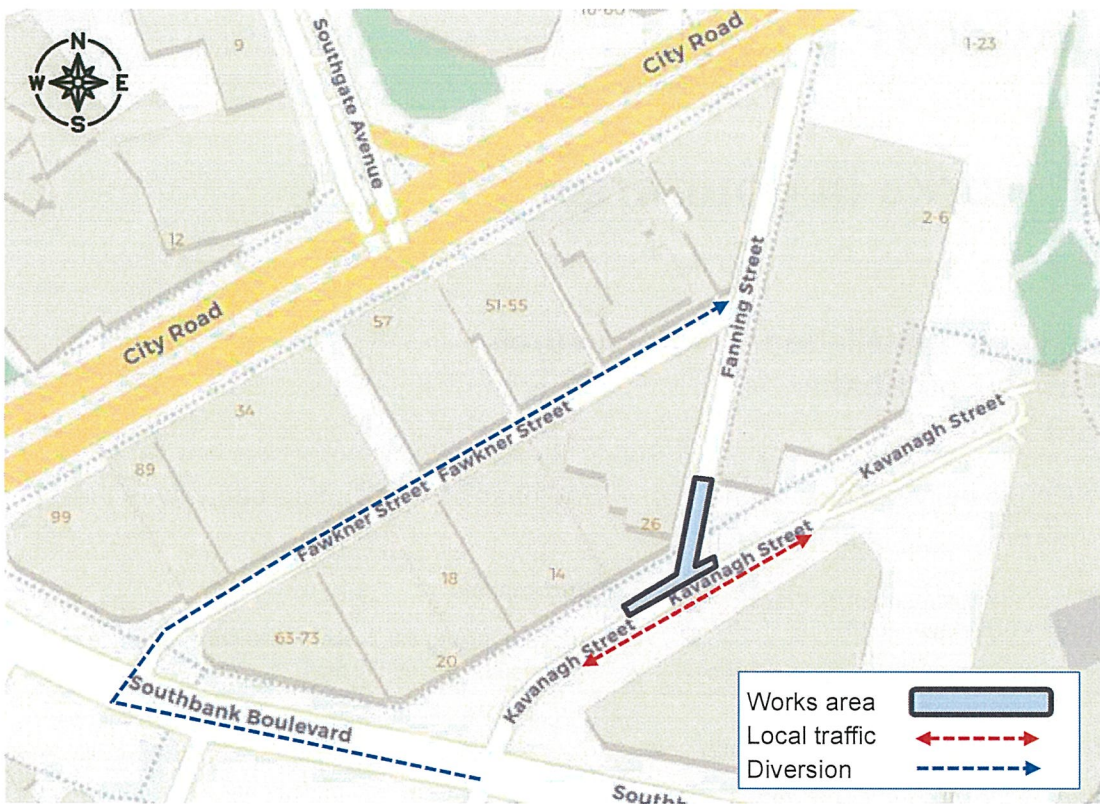 16-60
Southgate Avenue
City Road
9
1-23
N
W E
S
12
2-6
Fanning Street
51-55
57
City Road
34
Fawkner Street
Kavanagh Street
89
99
Fawkner Street
26
Kavanagh Street
18
14
63-73
20
Kavanagh Street
Kavanagh Street
Southbank Boulevard
Works area
Local traffic
Diversion